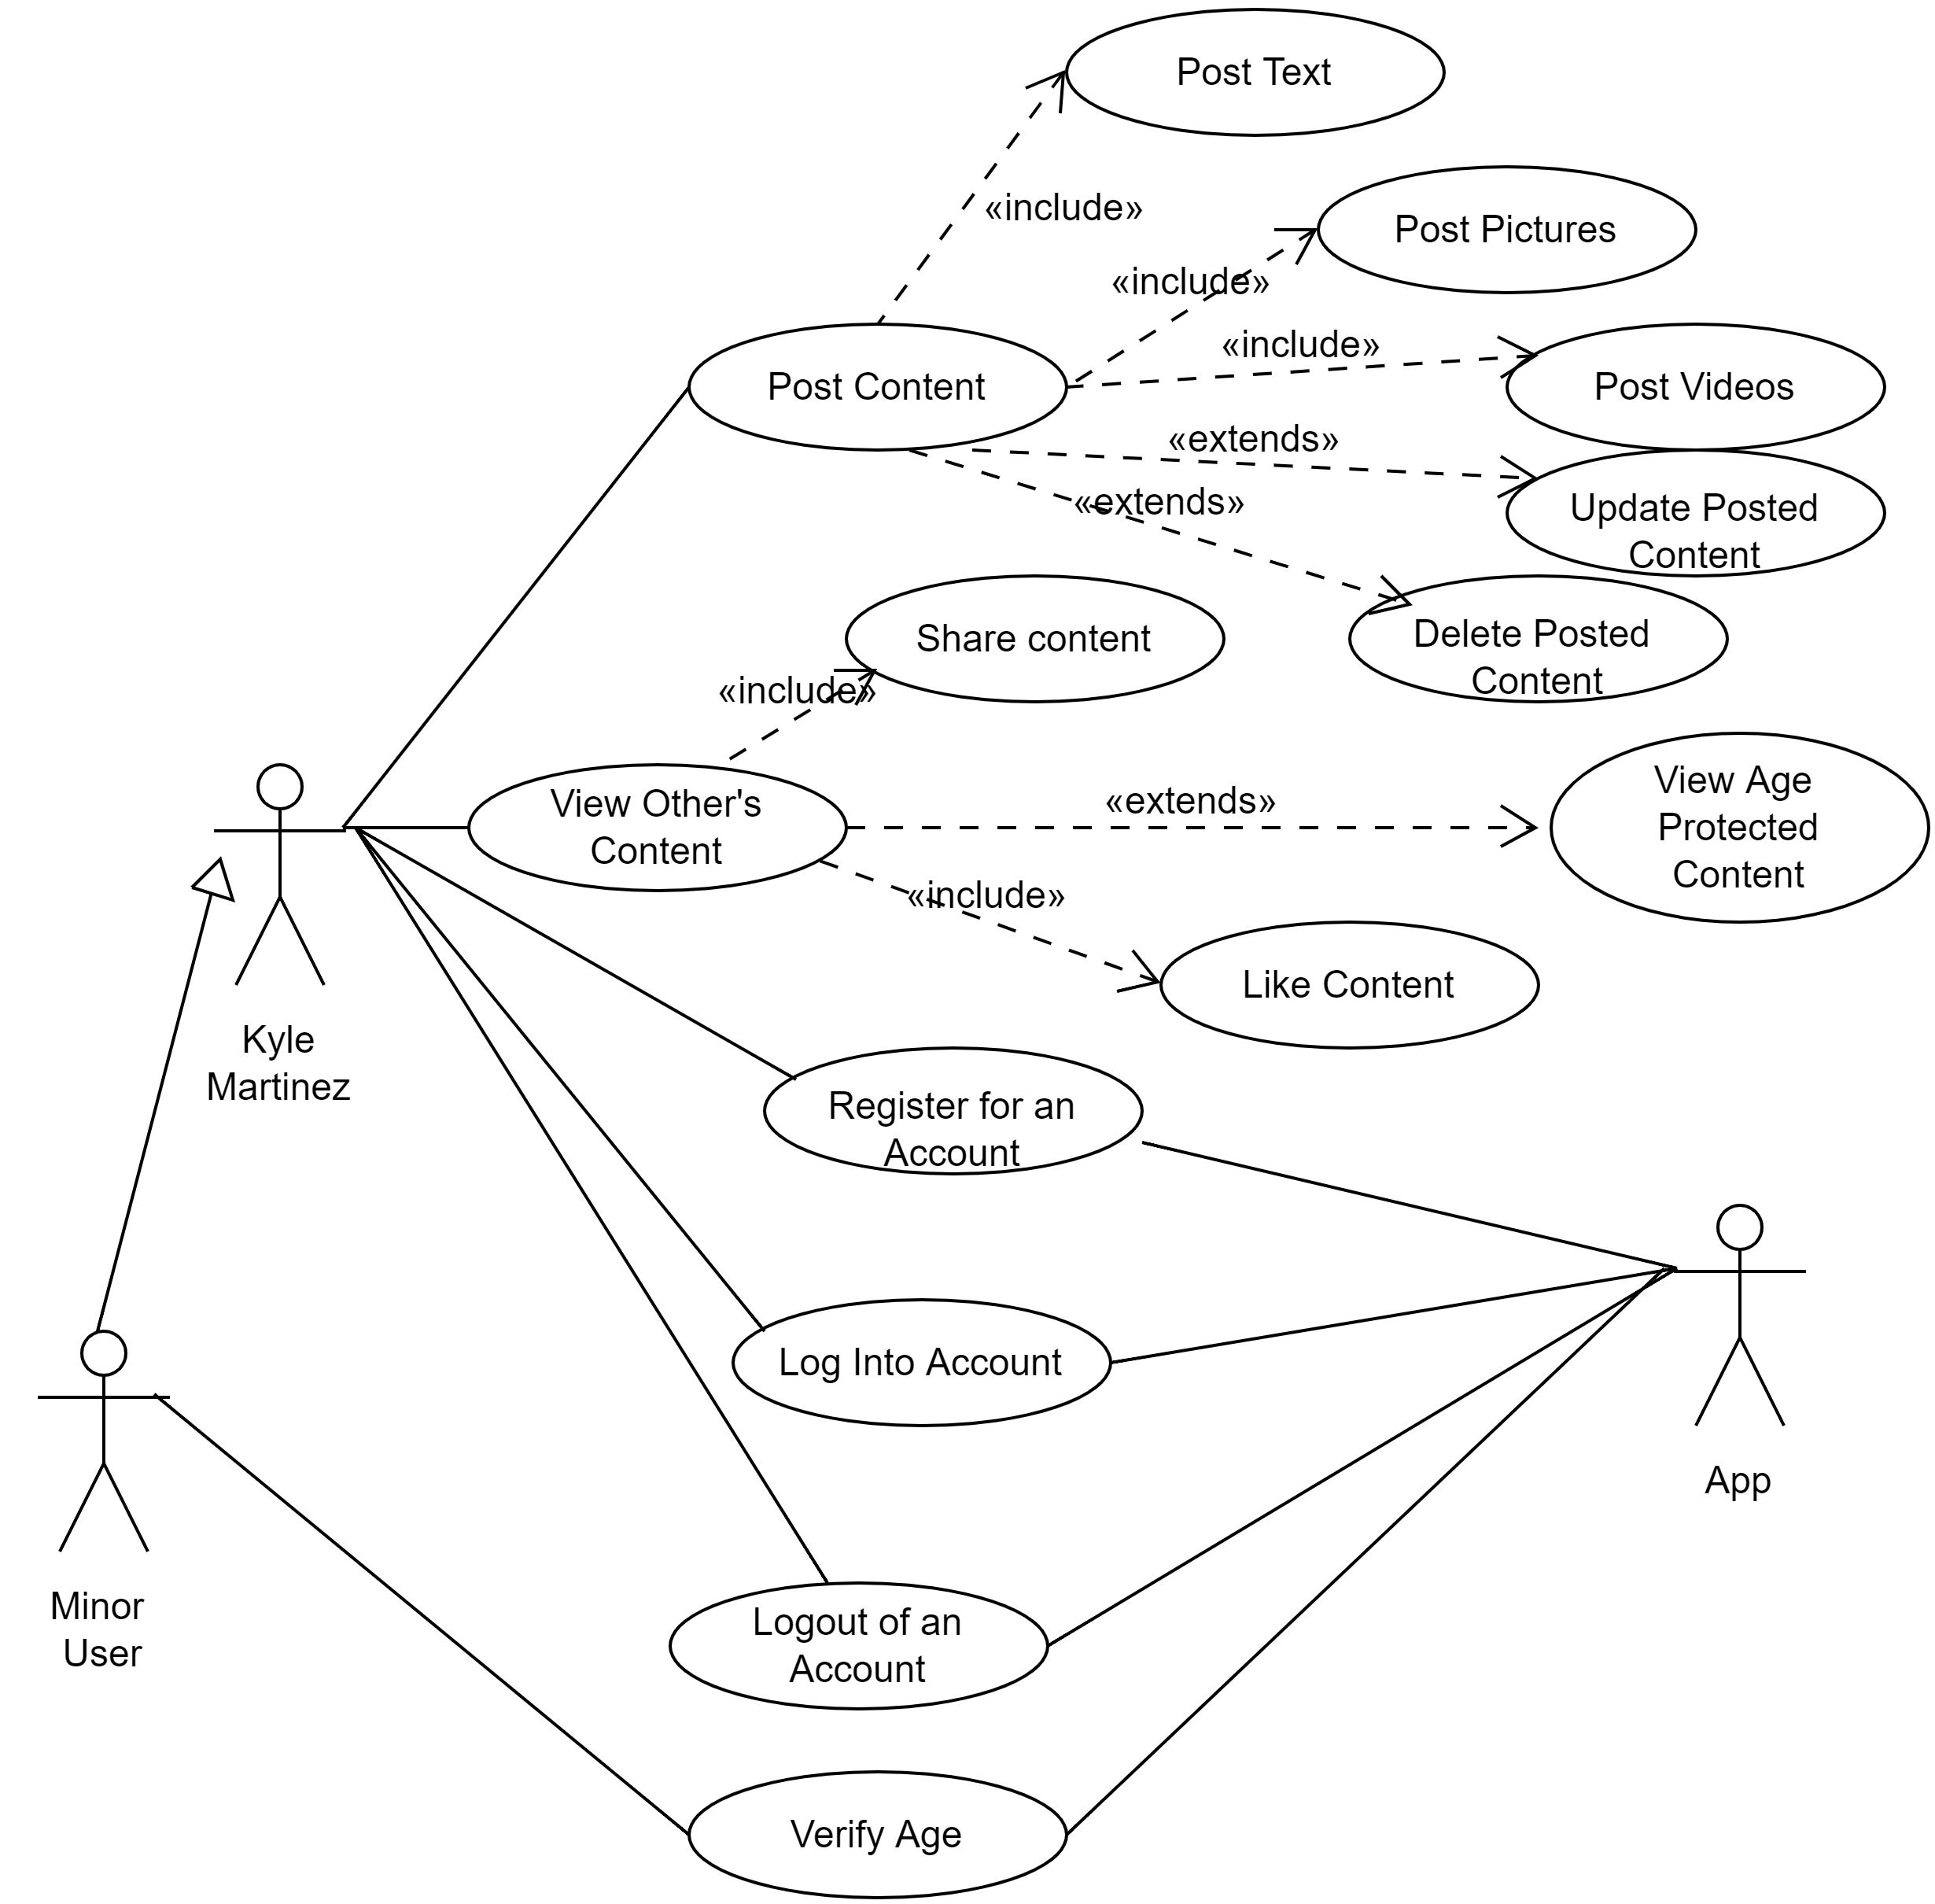 Post Text
«include»
Post Pictures
«include»
«include»
Post Content
Post Videos
«extends»
«extends»
Update Posted
Content
Share content
Delete Posted
Content
«include»
View Other's
Content
«extends»
View Age
Protected
Content
«include»
Like Content
Kyle
Martinez
Register for an
Account
Log Into Account
App
Minor
User
Logout of an
Account
Verify Age